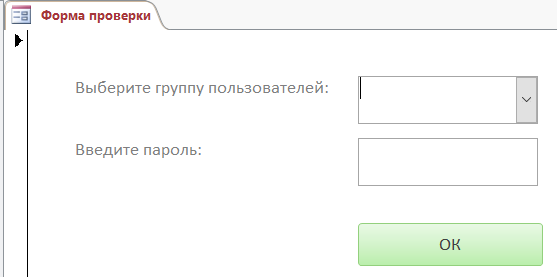 Форма проверки
Выберите группу пользователей:
Введите пароль:
ОК